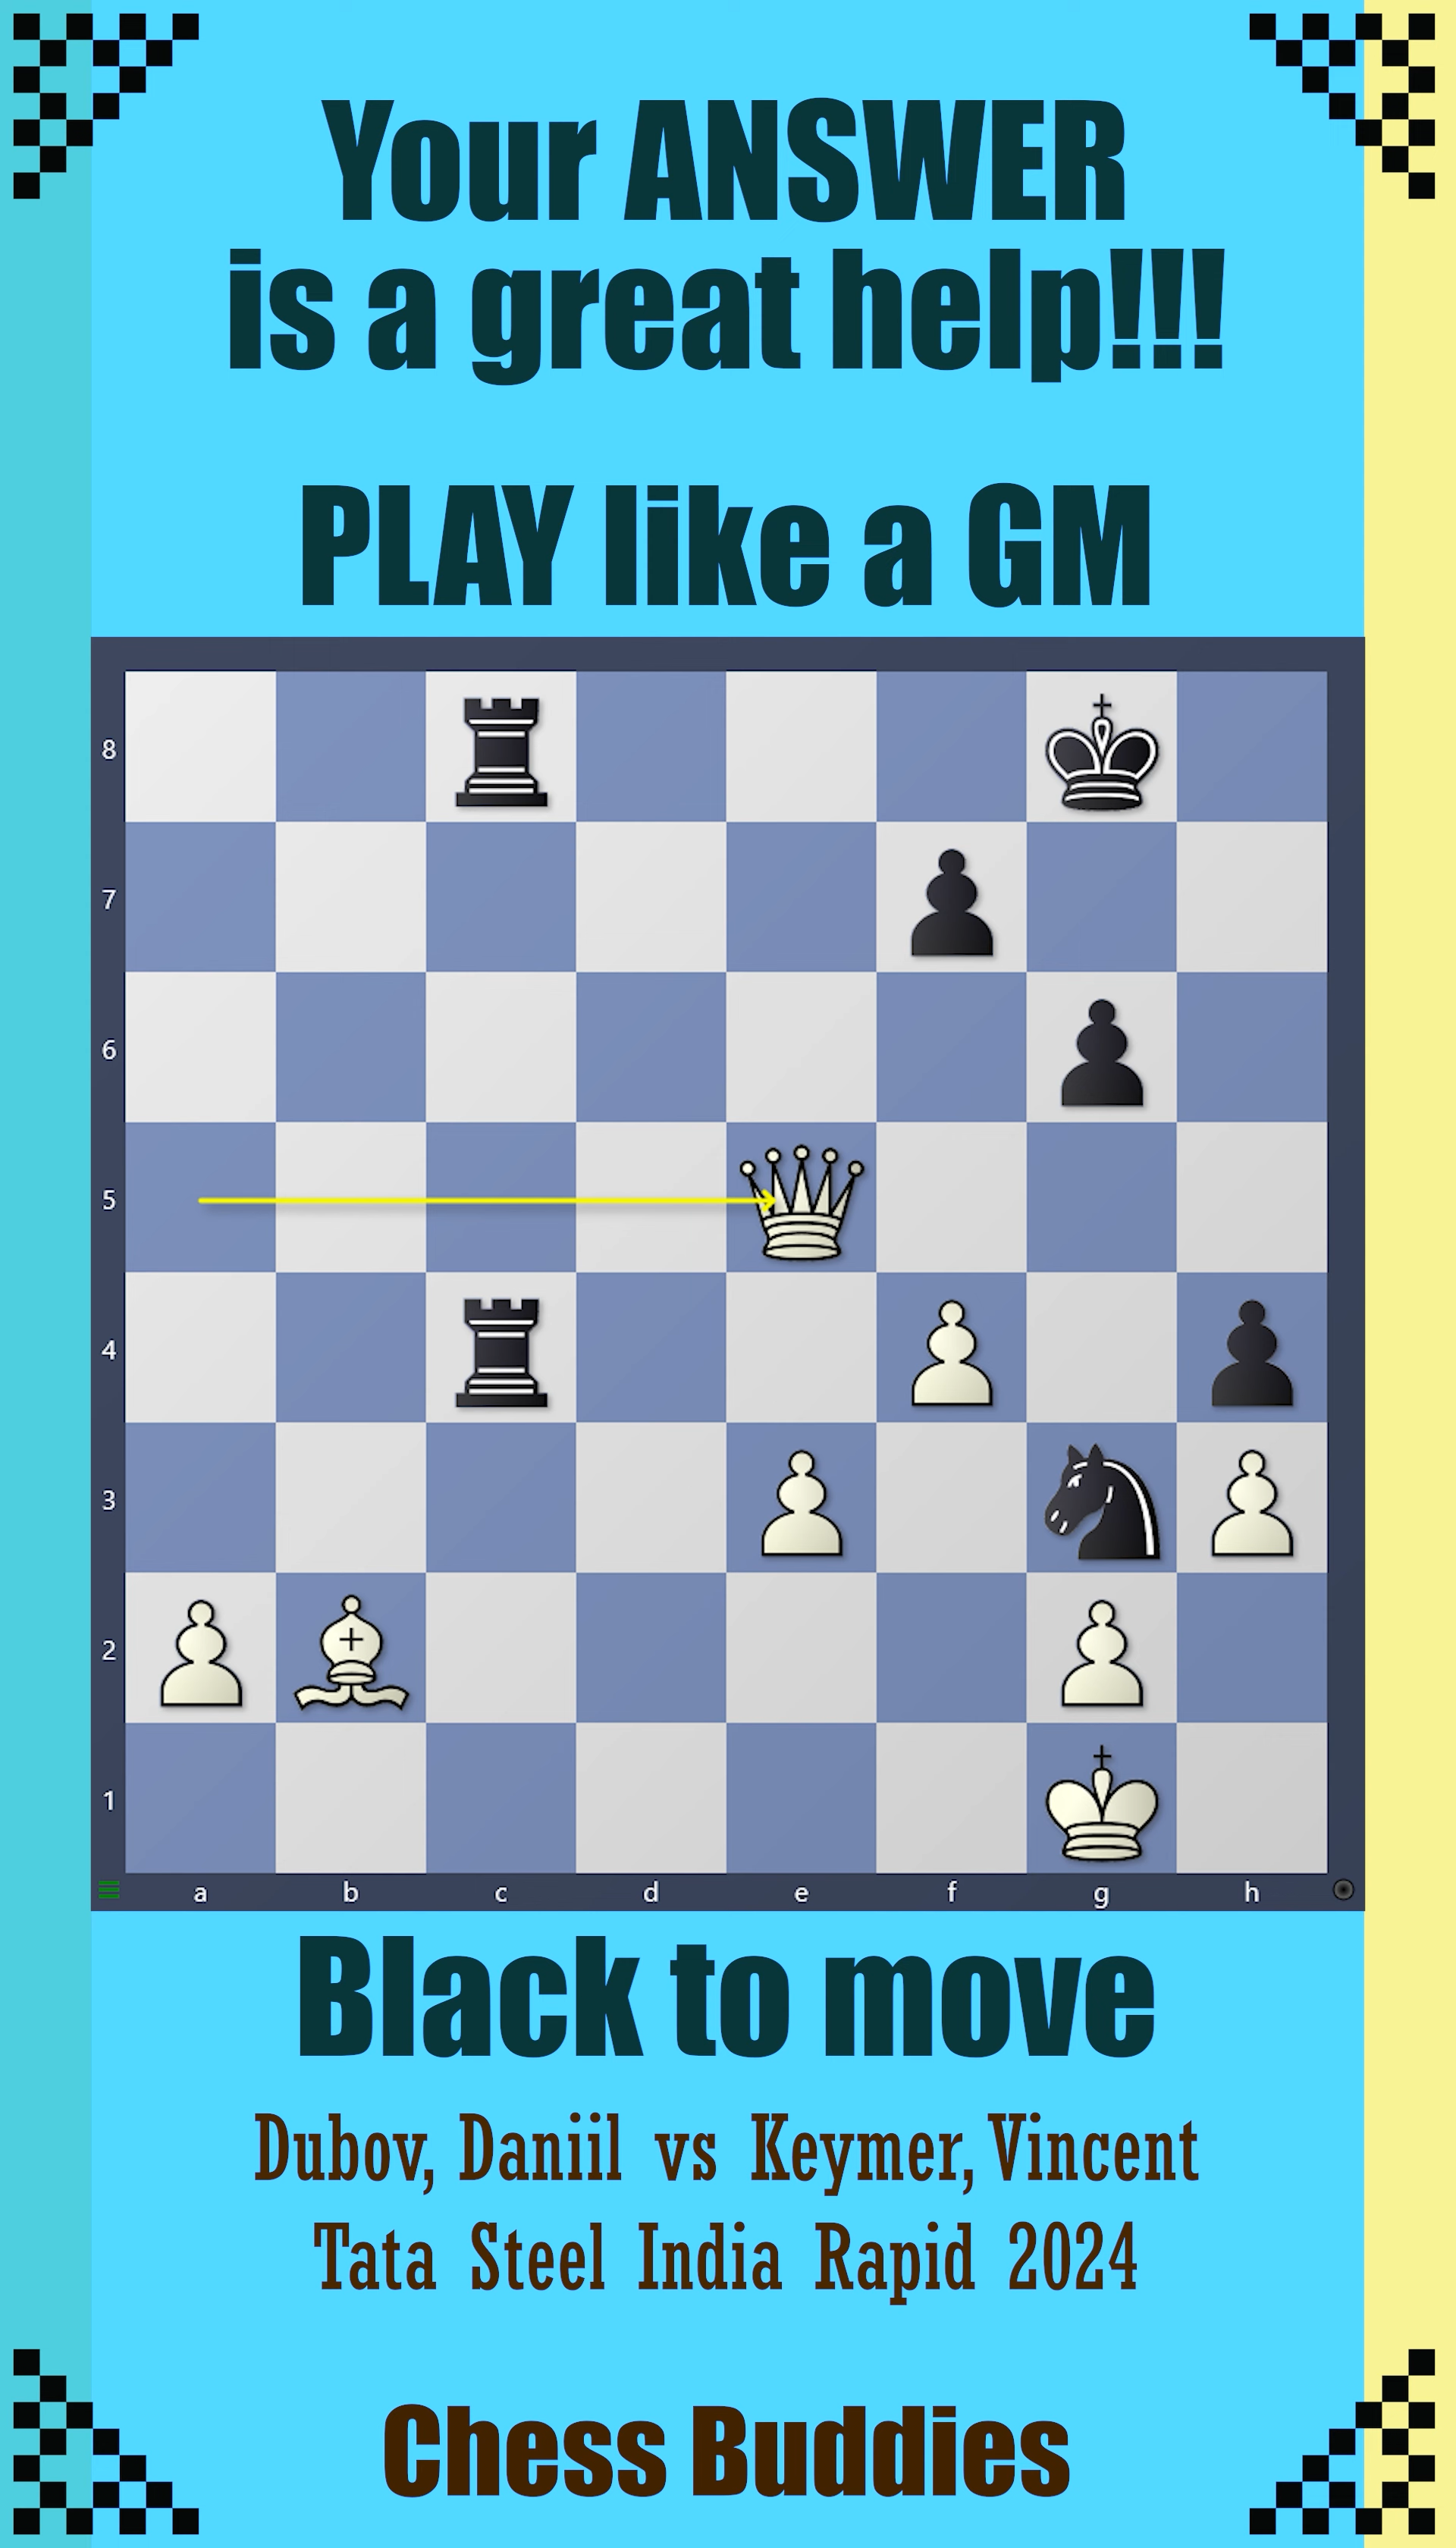 Your ANSWER
is a great help!!!
PLAY like a GM
8
7
6
5
4
3
2
1
a b c d e f g h
Black to move
Dubov, Daniil vs Keymer, Vincent
Tata Steel India Rapid 2024
Chess Buddies